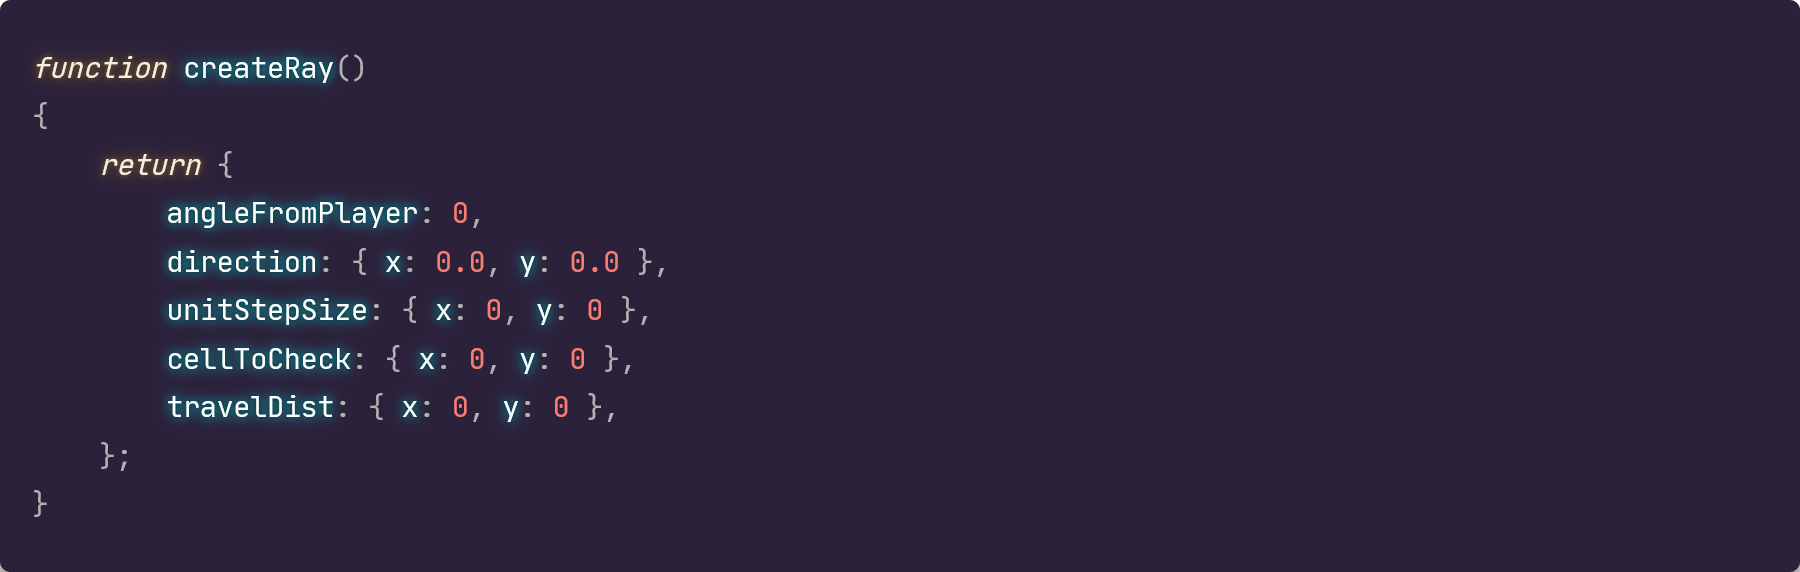 function createRay()
{
    return {
        angleFromPlayer: 0,
        direction: { x: 0.0, y: 0.0 },
        unitStepSize: { x: 0, y: 0 },
        cellToCheck: { x: 0, y: 0 },
        travelDist: { x: 0, y: 0 },
    };
}